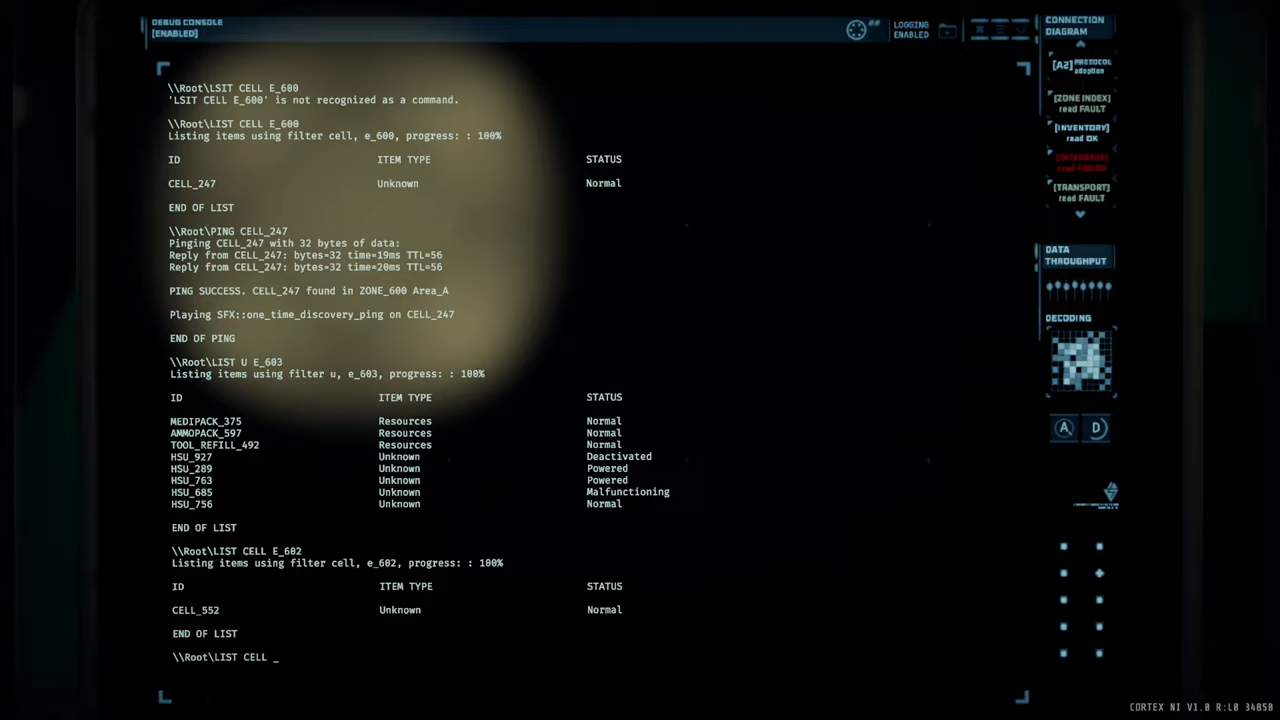 DEBUG CONSOLE
[ENABLED]
LOGGING
ENABLED
\\Root\LSIT CELL E_600
'LSIT CELL E_600' is not recognized as a command.
\\Root\LIST CELL E_600
Listing items using filter cell, e_600, progress: : 100%
ID ITEM TYPE STATUS
CELL_247 Unknown Normal
END OF LIST
\\Root\PING CELL_247
Pinging CELL_247 with 32 bytes of data:
Reply from CELL_247: bytes=32 time=19ms TTL=56
Reply from CELL_247: bytes=32 time=20ms TTL=56
PING SUCCESS. CELL_247 found in ZONE_600 Area_A
Playing SFX::one_time_discovery_ping on CELL_247
END OF PING
\\Root\LIST U E_603
Listing items using filter u, e_603, progress: : 100%
ID ITEM TYPE STATUS
MEDIPACK_375 Resources Normal
AMMOPACK_597 Resources Normal
TOOL_REFILL_492 Resources Normal
HSU_927 Unknown Deactivated
HSU_289 Unknown Powered
HSU_763 Unknown Powered
HSU_685 Unknown Malfunctioning
HSU_756 Unknown Normal
END OF LIST
\\Root\LIST CELL E_602
Listing items using filter cell, e_602, progress: : 100%
ID ITEM TYPE STATUS
CELL_552 Unknown Normal
END OF LIST
\\Root\LIST CELL _
CONNECTION
DIAGRAM
[A2] PROTOCOL
adoption
[ZONE INDEX]
read FAULT
[INVENTORY]
read OK
[TRANSPORT]
read FAULT
DATA
THROUGHPUT
DECODING
A D
CORTEX NI V1.0 R:L0 34850